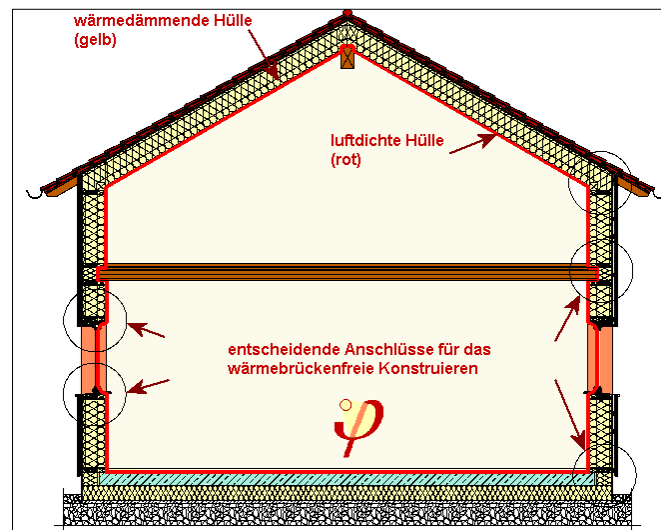 wärmedämmende Hülle
(gelb)
luftdichte Hülle
(rot)
entscheidende Anschlüsse für das
wärmebrückenfreie Konstruieren
φ